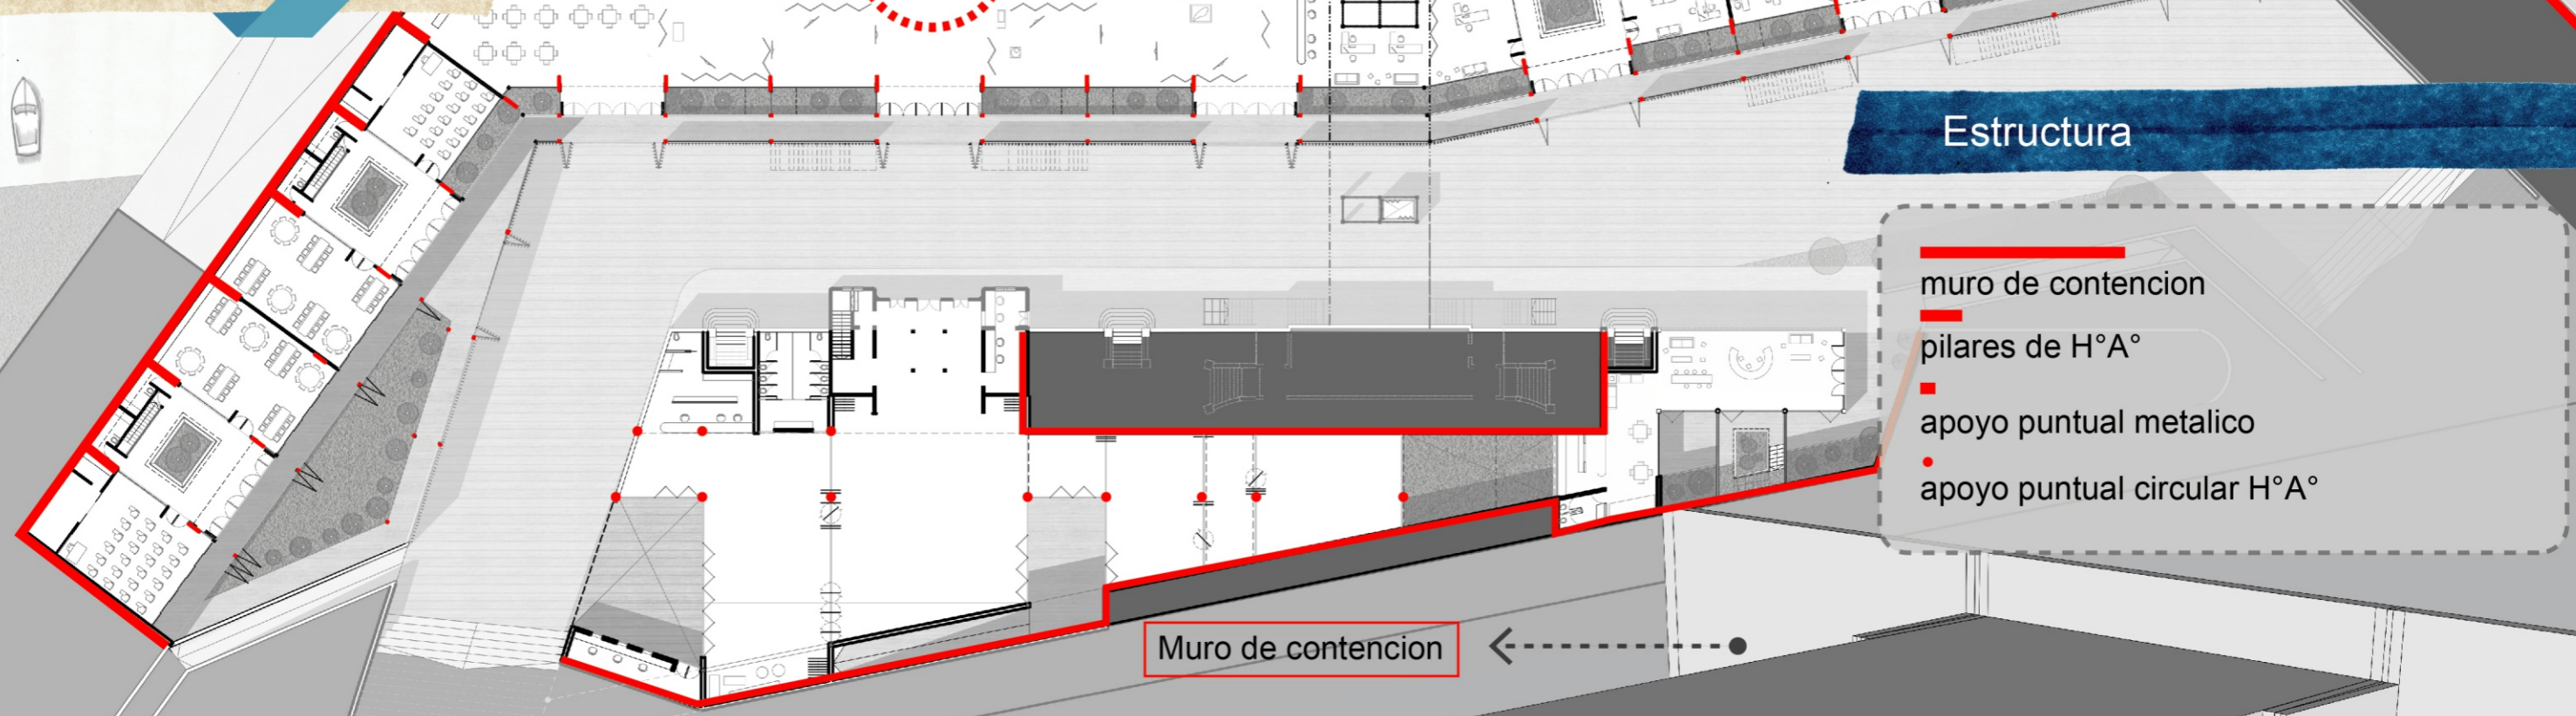 Estructura
muro de contencion
pilares de H°A°
apoyo puntual metalico
apoyo puntual circular H°A°
Muro de contencion